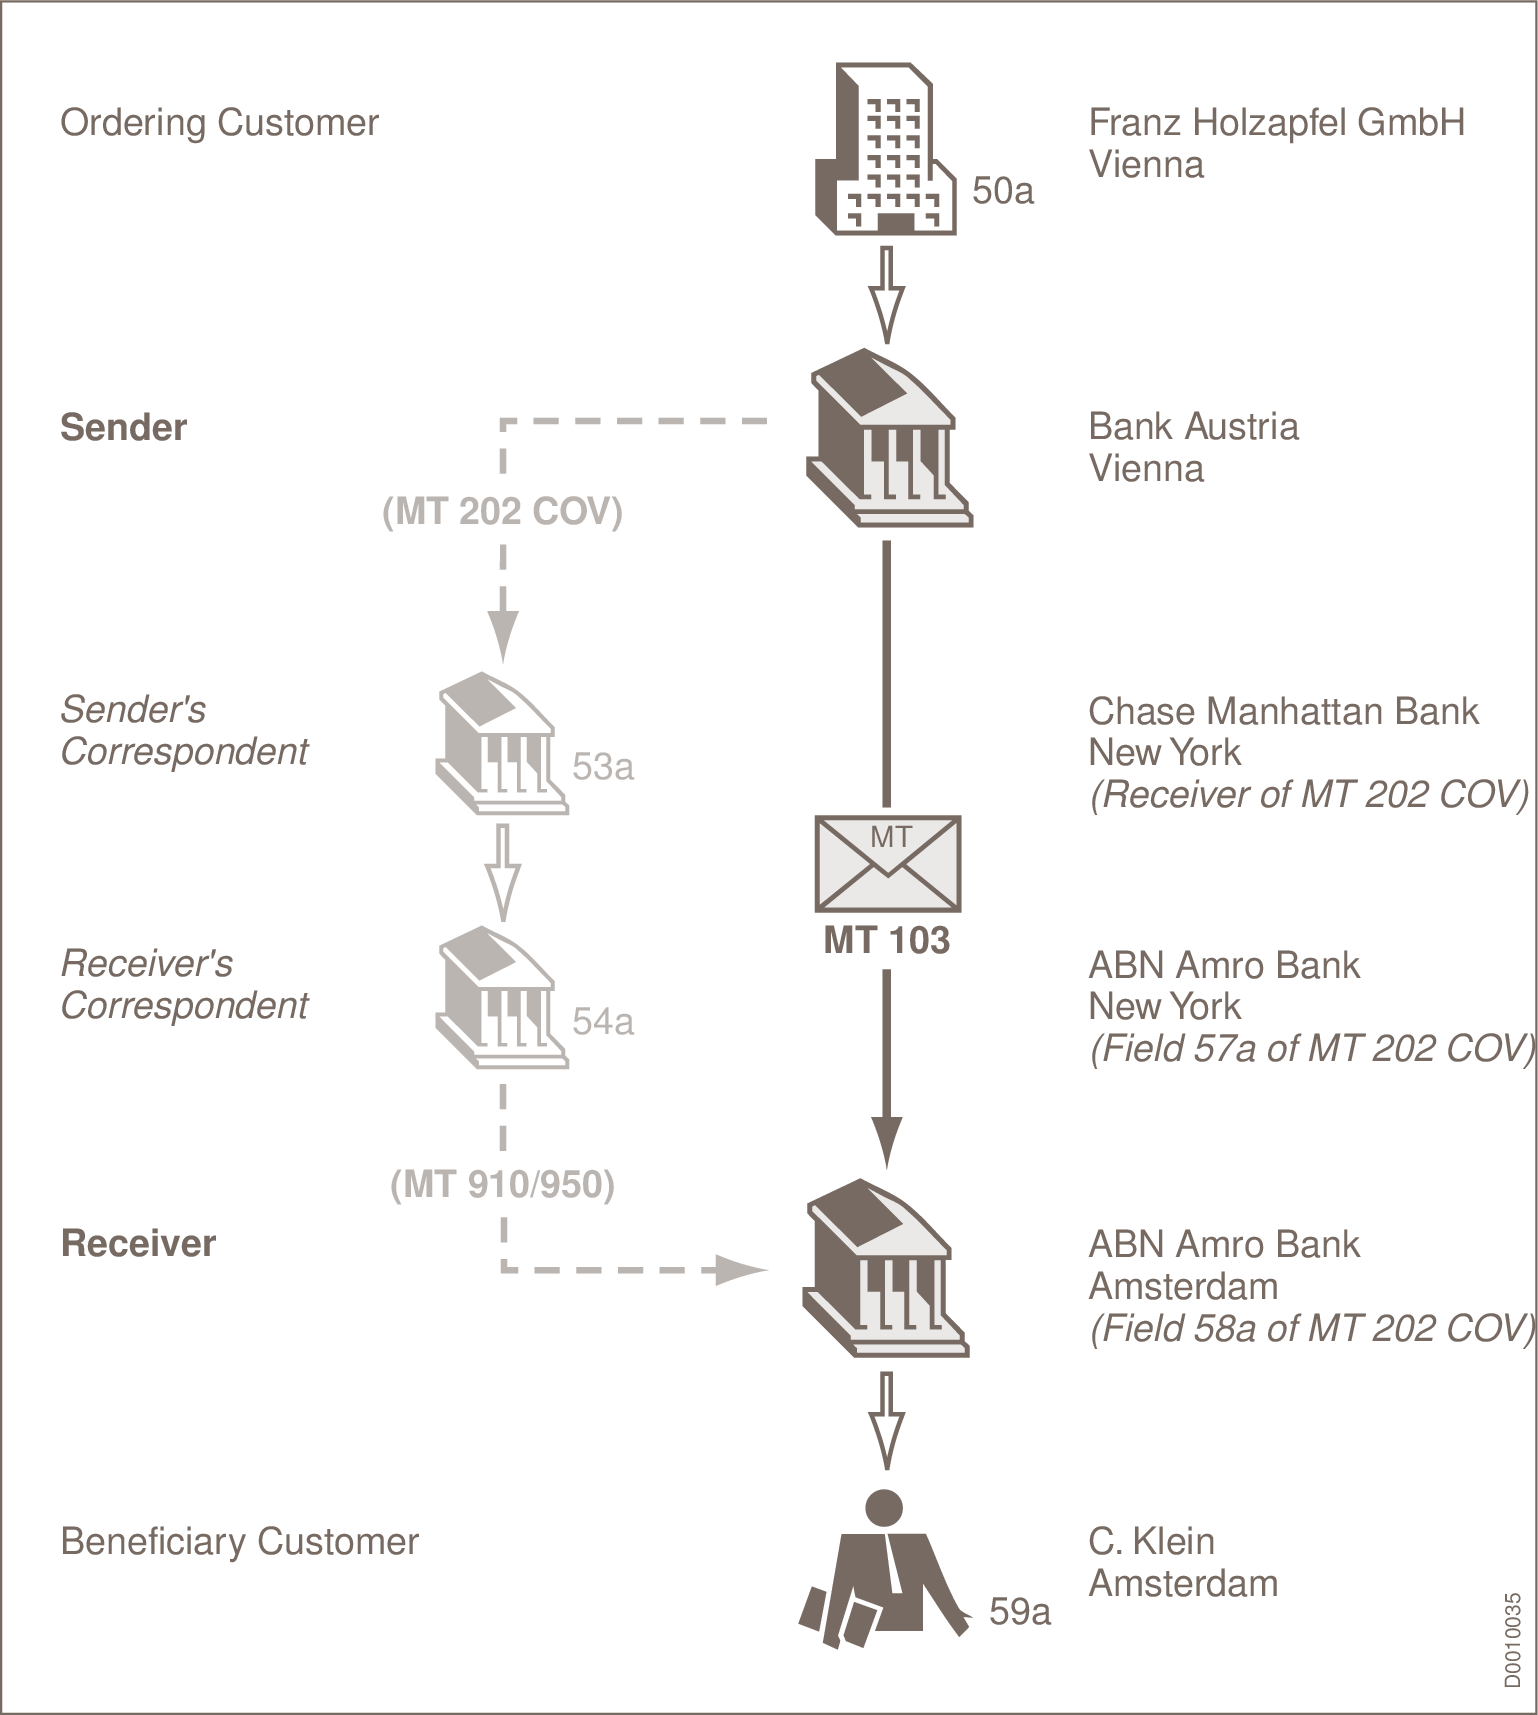 Ordering Customer
50a
Franz Holzapfel GmbH
Vienna
Sender
Bank Austria
Vienna
(MT 202 COV)
Sender's
Correspondent
53a
Chase Manhattan Bank
New York
(Receiver of MT 202 COV)
MT
MT 103
Receiver's
Correspondent
54a
ABN Amro Bank
New York
(Field 57a of MT 202 COV)
(MT 910/950)
Receiver
ABN Amro Bank
Amsterdam
(Field 58a of MT 202 COV)
Beneficiary Customer
59a
C. Klein
Amsterdam
D0010035